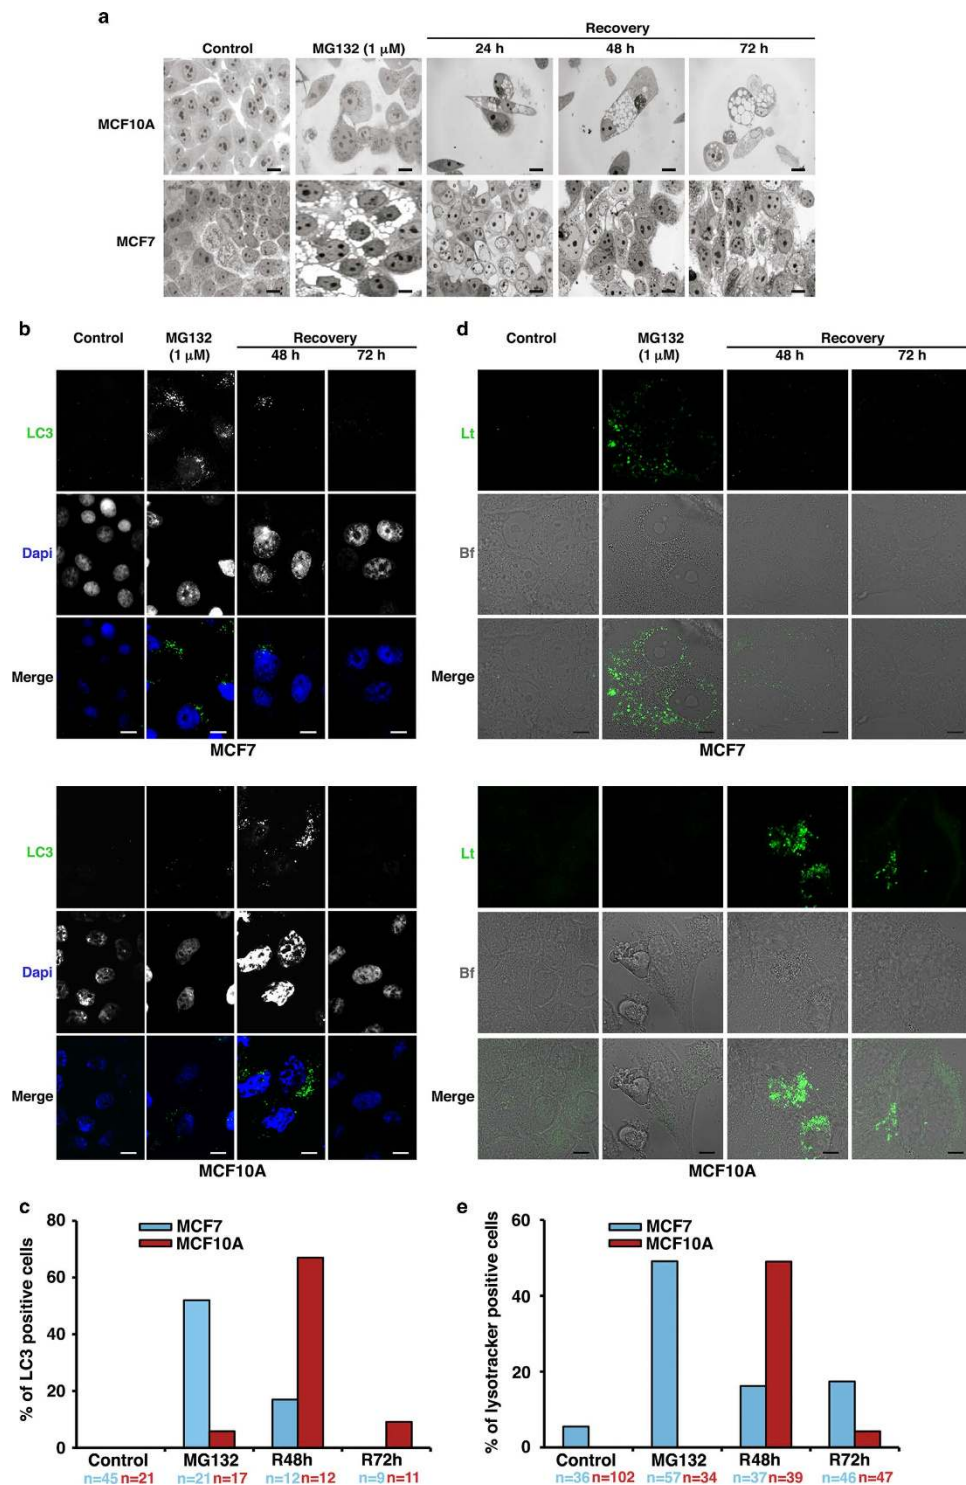 a
Recovery
Control MG132 (1 μM) 24 h 48 h 72 h
MCF10A
MCF7
b
Control MG132 (1 μM) Recovery
48 h 72 h
LC3
Dapi
Merge
MCF7
LC3
Dapi
Merge
MCF10A
d
Control MG132 (1 μM) Recovery
48 h 72 h
Lt
Bf
Merge
MCF7
Lt
Bf
Merge
MCF10A
c
MCF7
MCF10A
% of LC3 positive cells
80
60
40
20
0
Control MG132 R48h R72h
n=45 n=21 n=21 n=17 n=12 n=12 n=9 n=11
e
MCF7
MCF10A
% of lysotracker positive cells
60
40
20
0
Control MG132 R48h R72h
n=36 n=102 n=57 n=34 n=37 n=39 n=46 n=47